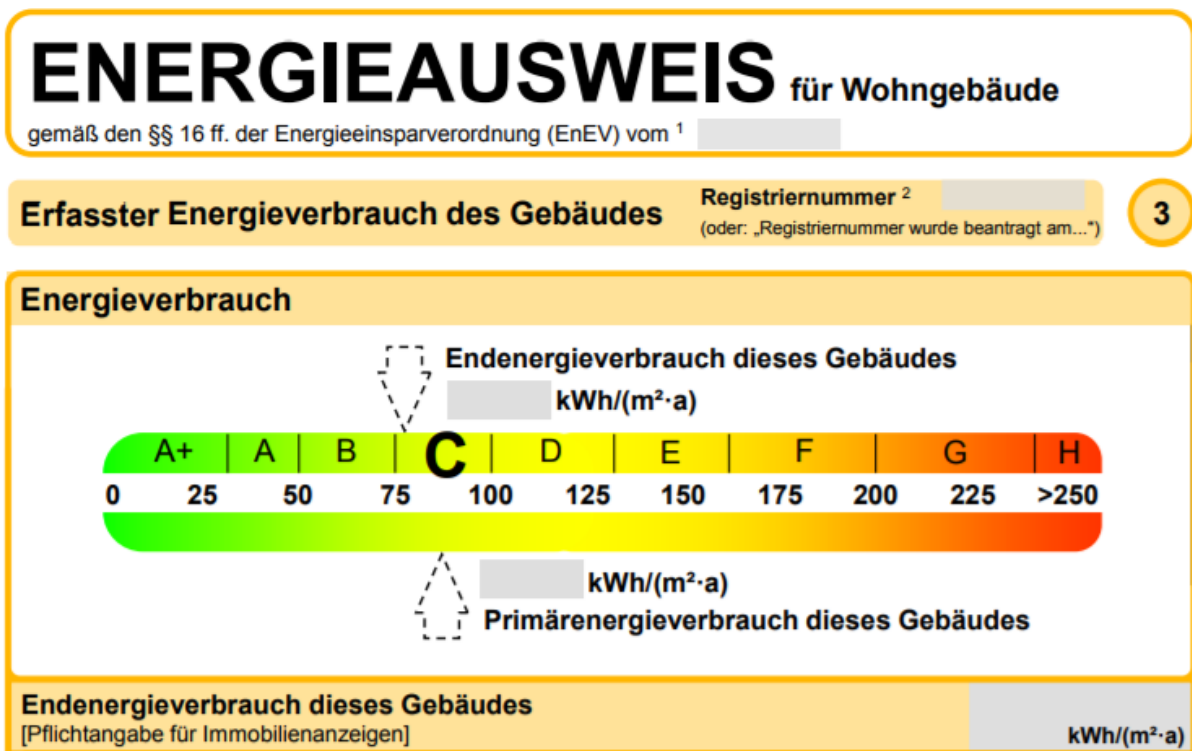 ENERGIEAUSWEIS für Wohngebäude
gemäß den §§ 16 ff. der Energieeinsparverordnung (EnEV) vom ¹
Erfasster Energieverbrauch des Gebäudes
Registriernummer ²
(oder: „Registriernummer wurde beantragt am...“)
3
Energieverbrauch
Endenergieverbrauch dieses Gebäudes
kWh/(m²·a)
A+ A B C D E F G H
0 25 50 75 100 125 150 175 200 225 >250
kWh/(m²·a)
Primärenergieverbrauch dieses Gebäudes
Endenergieverbrauch dieses Gebäudes
[Pflichtangabe für Immobilienanzeigen]
kWh/(m²·a)